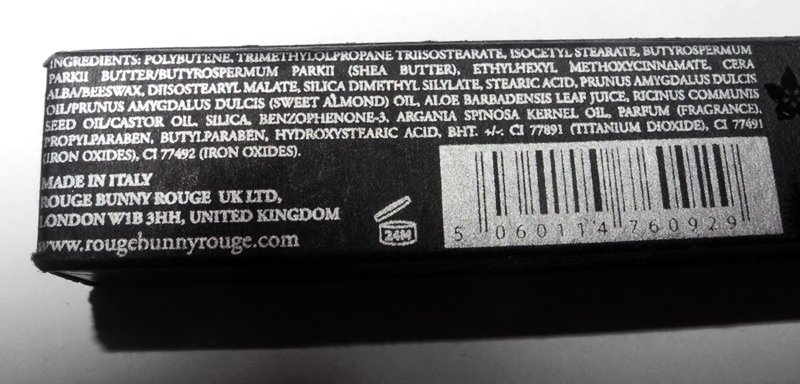 INGREDIENTS: POLYBUTENE, TRIMETHYLOLPROPANE TRIISOSTEARATE, ISOCETYL STEARATE, BUTYROSPERMUM
PARKII BUTTER/BUTYROSPERMUM PARKII (SHEA BUTTER), ETHYLHEXYL METHOXYCINNAMATE, CERA
ALBA/BEESWAX, DIISOSTEARYL MALATE, SILICA DIMETHYL SILYLATE, STEARIC ACID, PRUNUS AMYGDALUS DULCIS
OIL/PRUNUS AMYGDALUS DULCIS (SWEET ALMOND) OIL, ALOE BARBADENSIS LEAF JUICE, RICINUS COMMUNIS
SEED OIL/CASTOR OIL, SILICA, BENZOPHENONE-3, ARGANIA SPINOSA KERNEL OIL, PARFUM (FRAGRANCE),
PROPYLPARABEN, BUTYLPARABEN, HYDROXYSTEARIC ACID, BHT. +/-: CI 77891 (TITANIUM DIOXIDE), CI 77491
(IRON OXIDES), CI 77492 (IRON OXIDES).
MADE IN ITALY
ROUGE BUNNY ROUGE UK LTD,
LONDON W1B 3HH, UNITED KINGDOM
www.rougebunnyrouge.com
24M
5 060114 760929